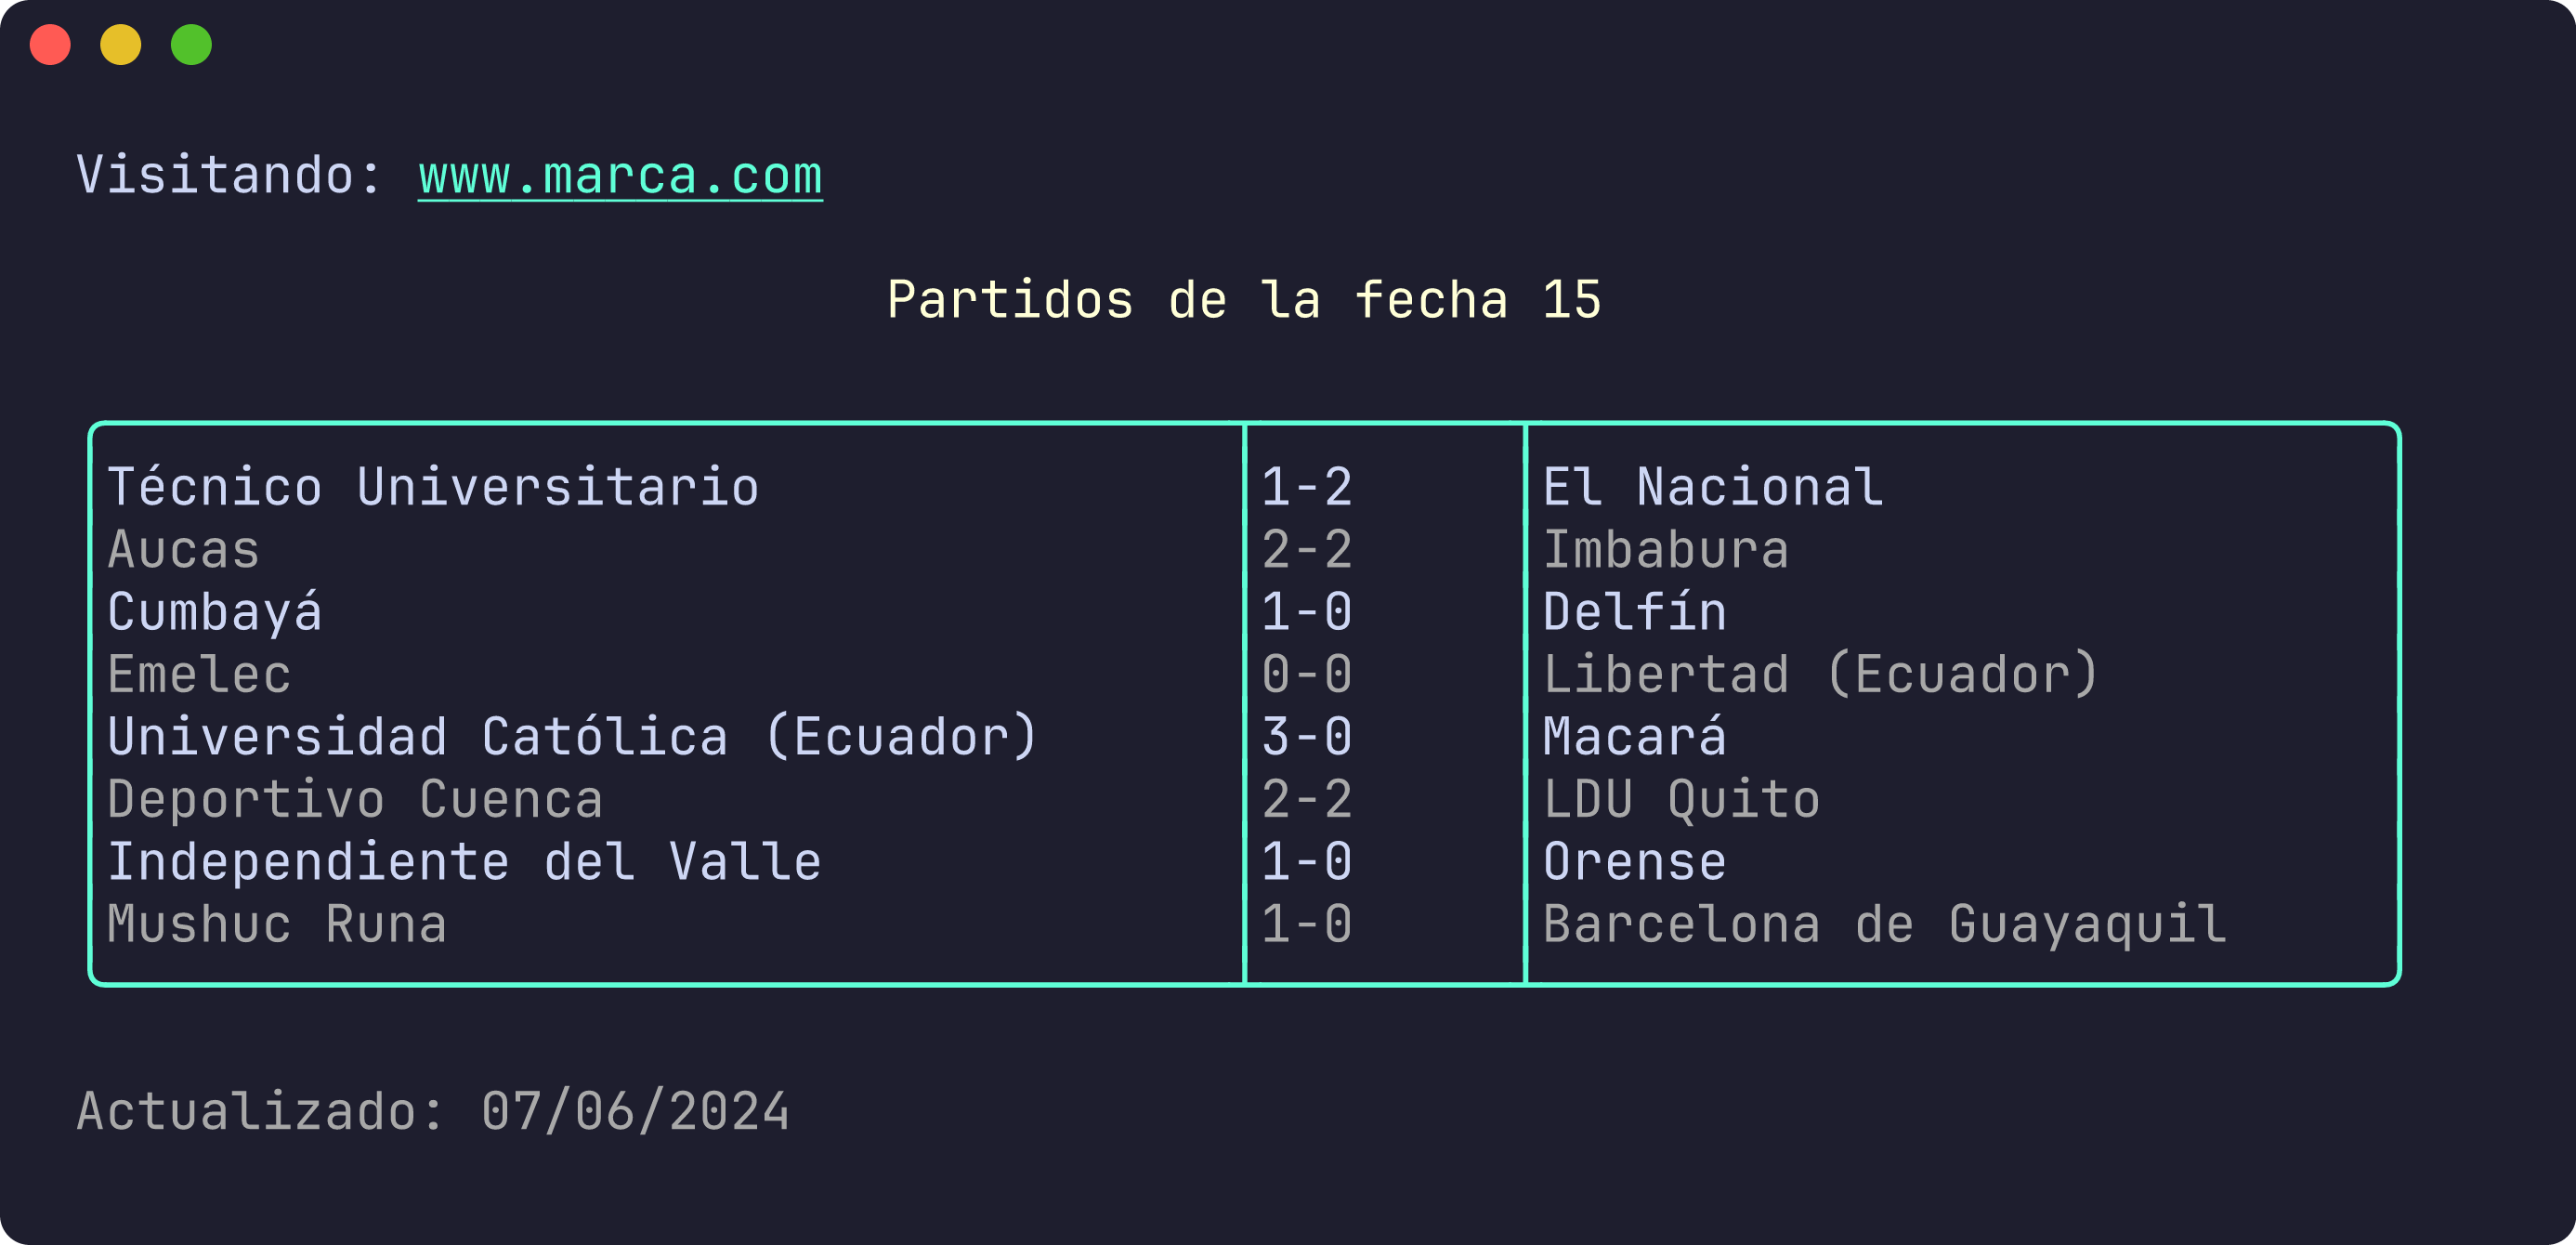 Visitando: www.marca.com
Partidos de la fecha 15
Técnico Universitario 1-2 El Nacional
Aucas 2-2 Imbabura
Cumbayá 1-0 Delfín
Emelec 0-0 Libertad (Ecuador)
Universidad Católica (Ecuador) 3-0 Macará
Deportivo Cuenca 2-2 LDU Quito
Independiente del Valle 1-0 Orense
Mushuc Runa 1-0 Barcelona de Guayaquil
Actualizado: 07/06/2024